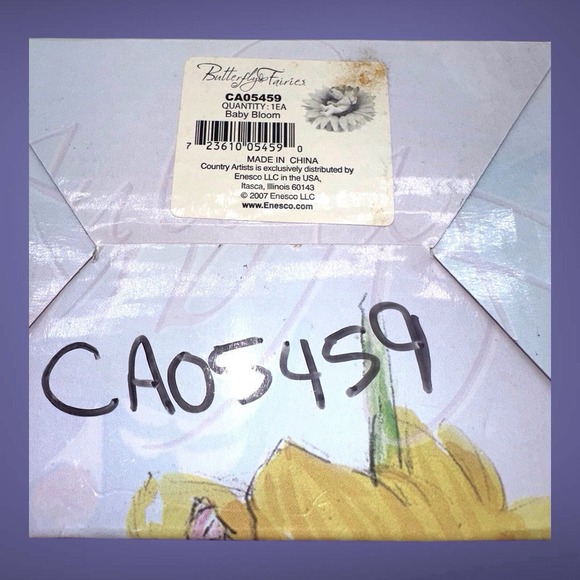 Butterfly Fairies
CA05459
QUANTITY: 1EA
Baby Bloom
7 23610 05459 0
MADE IN CHINA
Country Artists is exclusively distributed by
Enesco LLC in the USA,
Itasca, Illinois 60143
© 2007 Enesco LLC
www.Enesco.com
CA05459